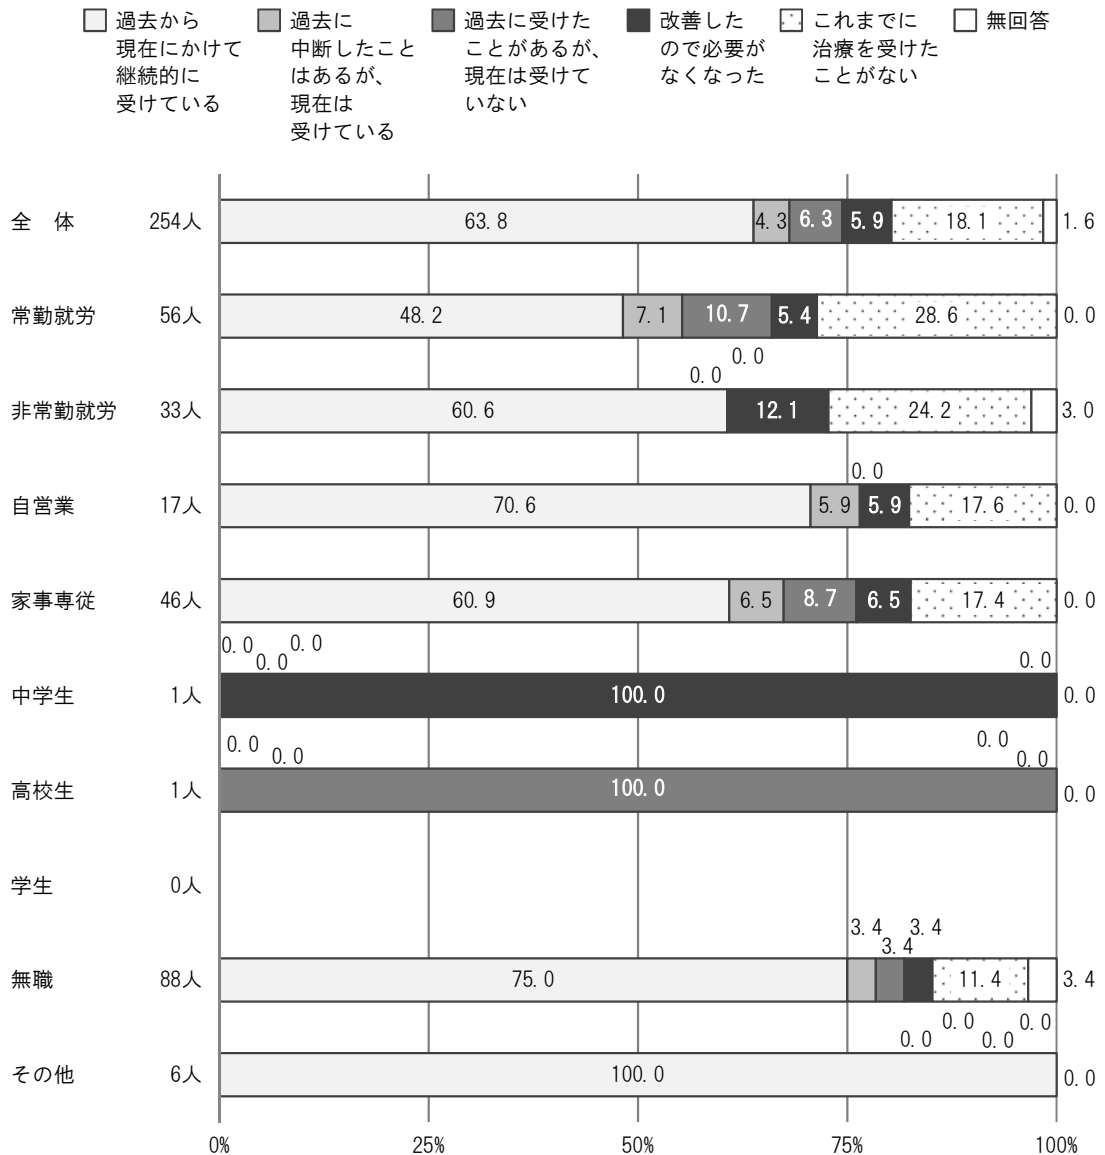 過去から
現在にかけて
継続的に
受けている
過去に
中断したこと
はあるが、
現在は
受けている
過去に受けた
ことがあるが、
現在は受けて
いない
改善した
ので必要が
なくなった
これまでに
治療を受けた
ことがない
無回答
全　体 254人 63.8 4.3 6.3 5.9 18.1 1.6
常勤就労 56人 48.2 7.1 10.7 5.4 28.6 0.0
0.0 0.0
非常勤就労 33人 60.6 12.1 24.2 3.0
0.0
自営業 17人 70.6 5.9 5.9 17.6 0.0
家事専従 46人 60.9 6.5 8.7 6.5 17.4 0.0
0.0 0.0 0.0 0.0
中学生 1人 100.0 0.0
0.0 0.0 0.0 0.0
高校生 1人 100.0 0.0
学生 0人
3.4 3.4 3.4
無職 88人 75.0 11.4 3.4
0.0 0.0 0.0 0.0
その他 6人 100.0 0.0
0% 25% 50% 75% 100%